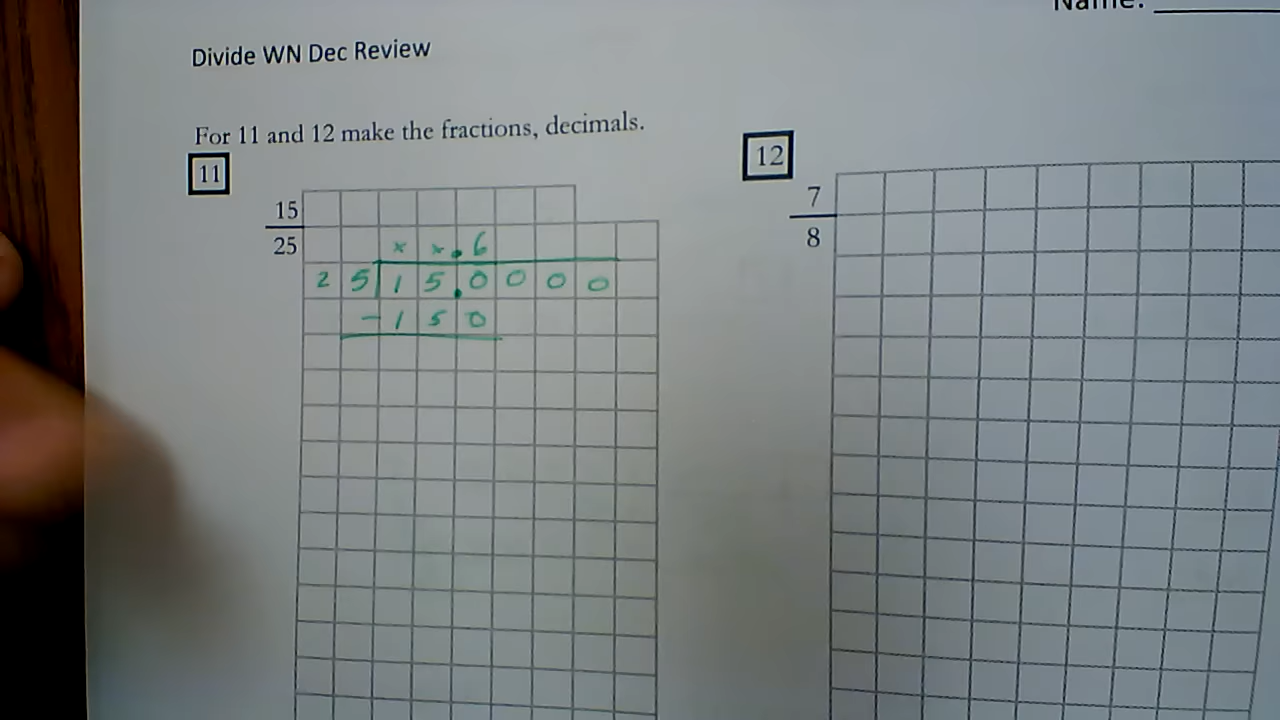 Name:
Divide WN Dec Review
For 11 and 12 make the fractions, decimals.
11
15
25
x x.6
25 15.0000
-150
12
7
8